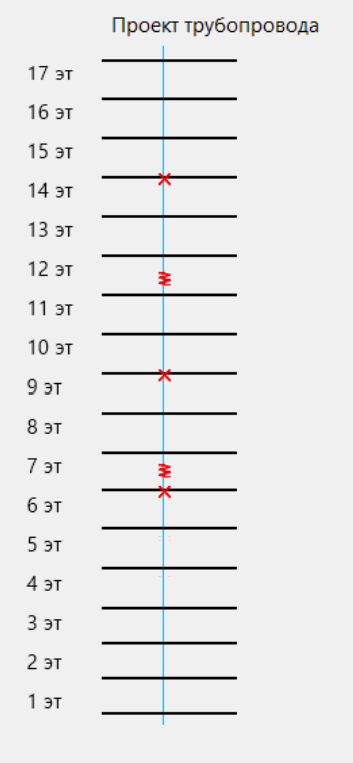 Проект трубопровода
17 эт
16 эт
15 эт
14 эт
13 эт
12 эт
11 эт
10 эт
9 эт
8 эт
7 эт
6 эт
5 эт
4 эт
3 эт
2 эт
1 эт